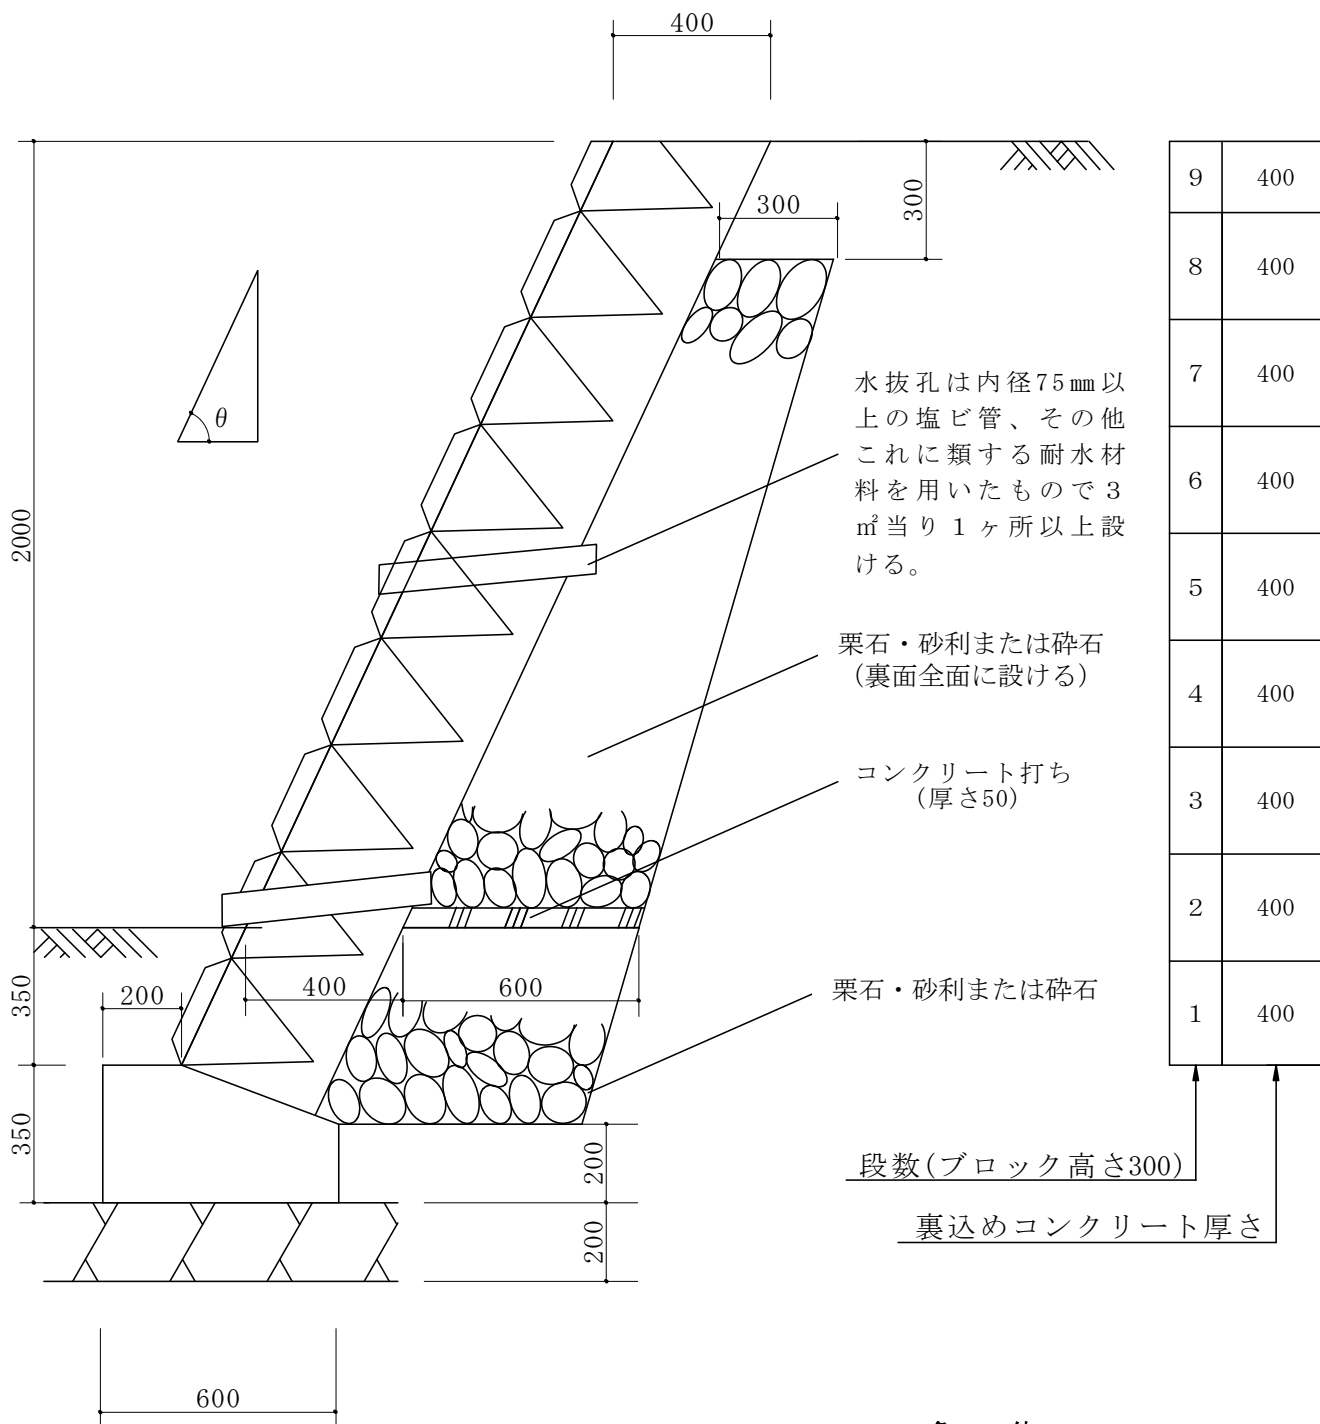 400
9 400
300
300
8 400
θ
水抜孔は内径75㎜以
上の塩ビ管、その他
これに類する耐水材
料を用いたもので３
㎡当り１ヶ所以上設
ける。
7 400
6 400
2000
5 400
栗石・砂利または砕石
(裏面全面に設ける)
4 400
コンクリート打ち
(厚さ50)
3 400
2 400
350
200
400
600
栗石・砂利または砕石
1 400
350
200
段数(ブロック高さ300)
200
裏込めコンクリート厚さ
600